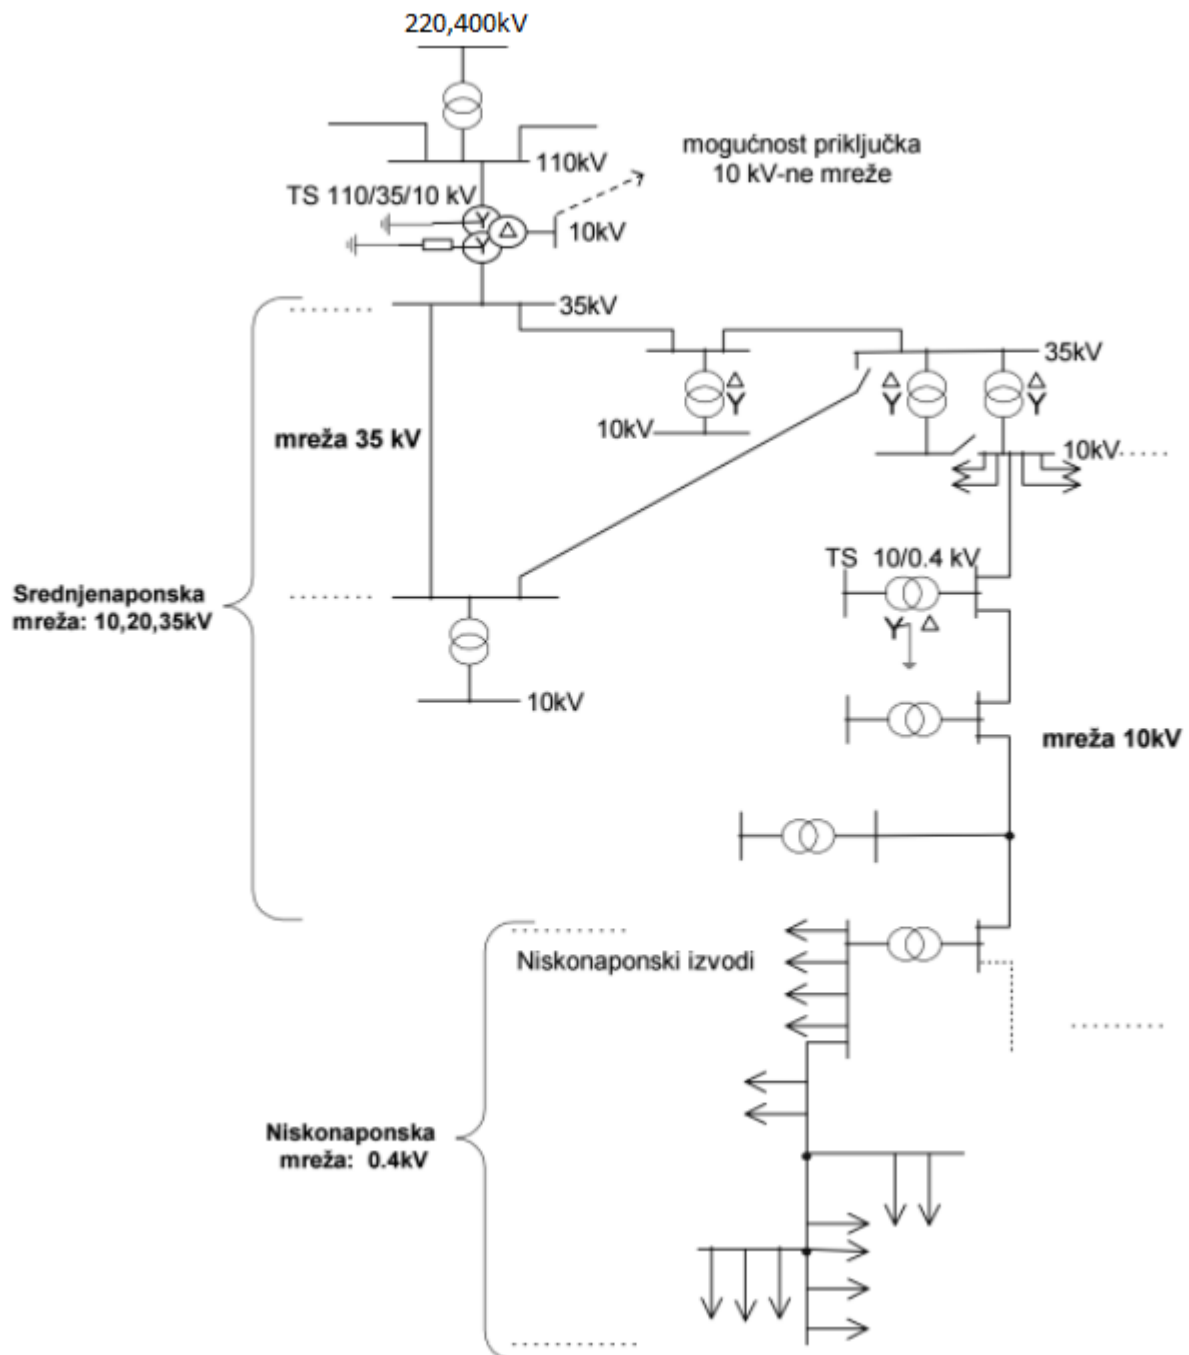 220,400kV
110kV
mogućnost priključka
10 kV-ne mreže
TS 110/35/10 kV
Y
Δ
Y
10kV
35kV
35kV
Δ
Y
Δ
Y
Δ
Y
10kV
mreža 35 kV
10kV
TS 10/0.4 kV
Srednjenaponska
mreža: 10,20,35kV
Y Δ
10kV
mreža 10kV
Niskonaponski izvodi
Niskonaponska
mreža: 0.4kV